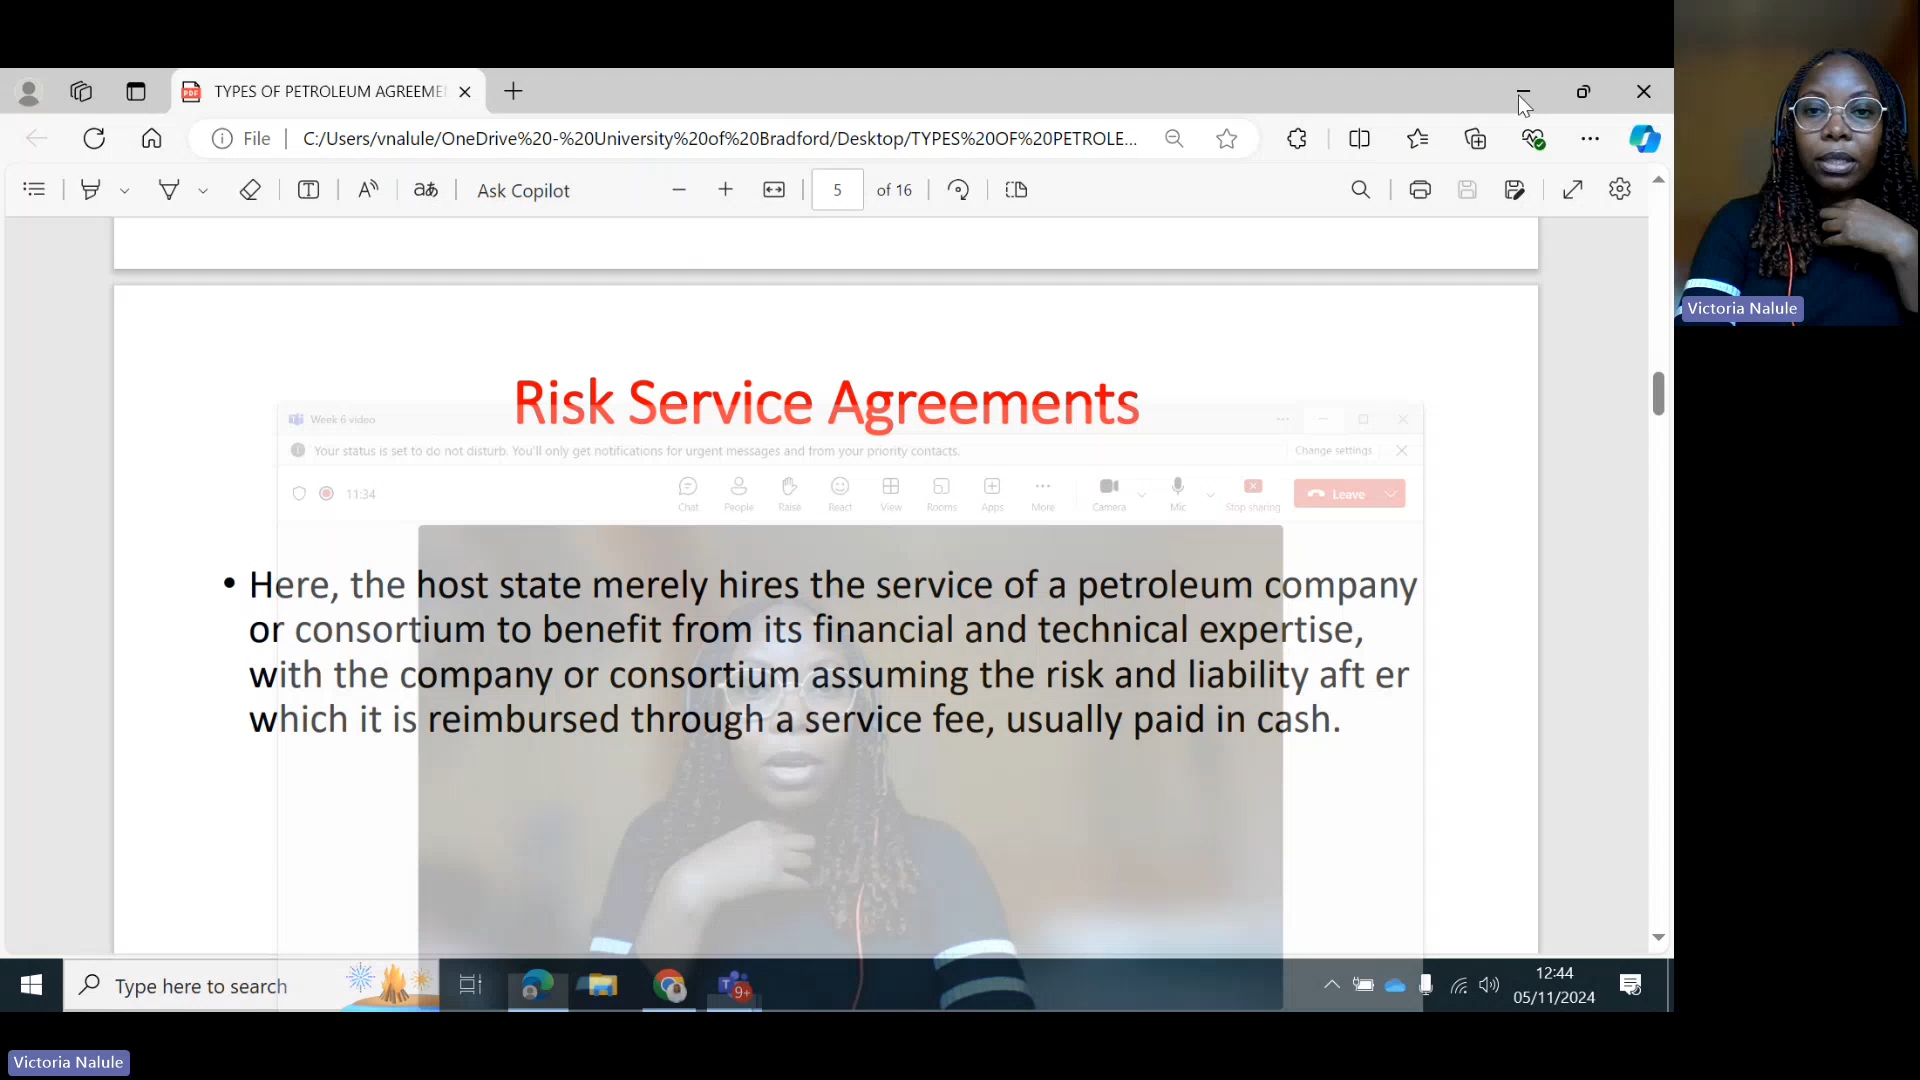 TYPES OF PETROLEUM AGREEME
File
C:/Users/vnalule/OneDrive%20-%20University%20of%20Bradford/Desktop/TYPES%20OF%20PETROLE...
Ask Copilot
5 of 16
Risk Service Agreements
Week 6 video
Your status is set to do not disturb. You'll only get notifications for urgent messages and from your priority contacts.
Change settings
11:34
Chat People Raise React View Rooms Apps More Camera Mic Stop sharing
Leave
• Here, the host state merely hires the service of a petroleum company
or consortium to benefit from its financial and technical expertise,
with the company or consortium assuming the risk and liability aft er
which it is reimbursed through a service fee, usually paid in cash.
Type here to search
9+
12:44
05/11/2024
Victoria Nalule
Victoria Nalule